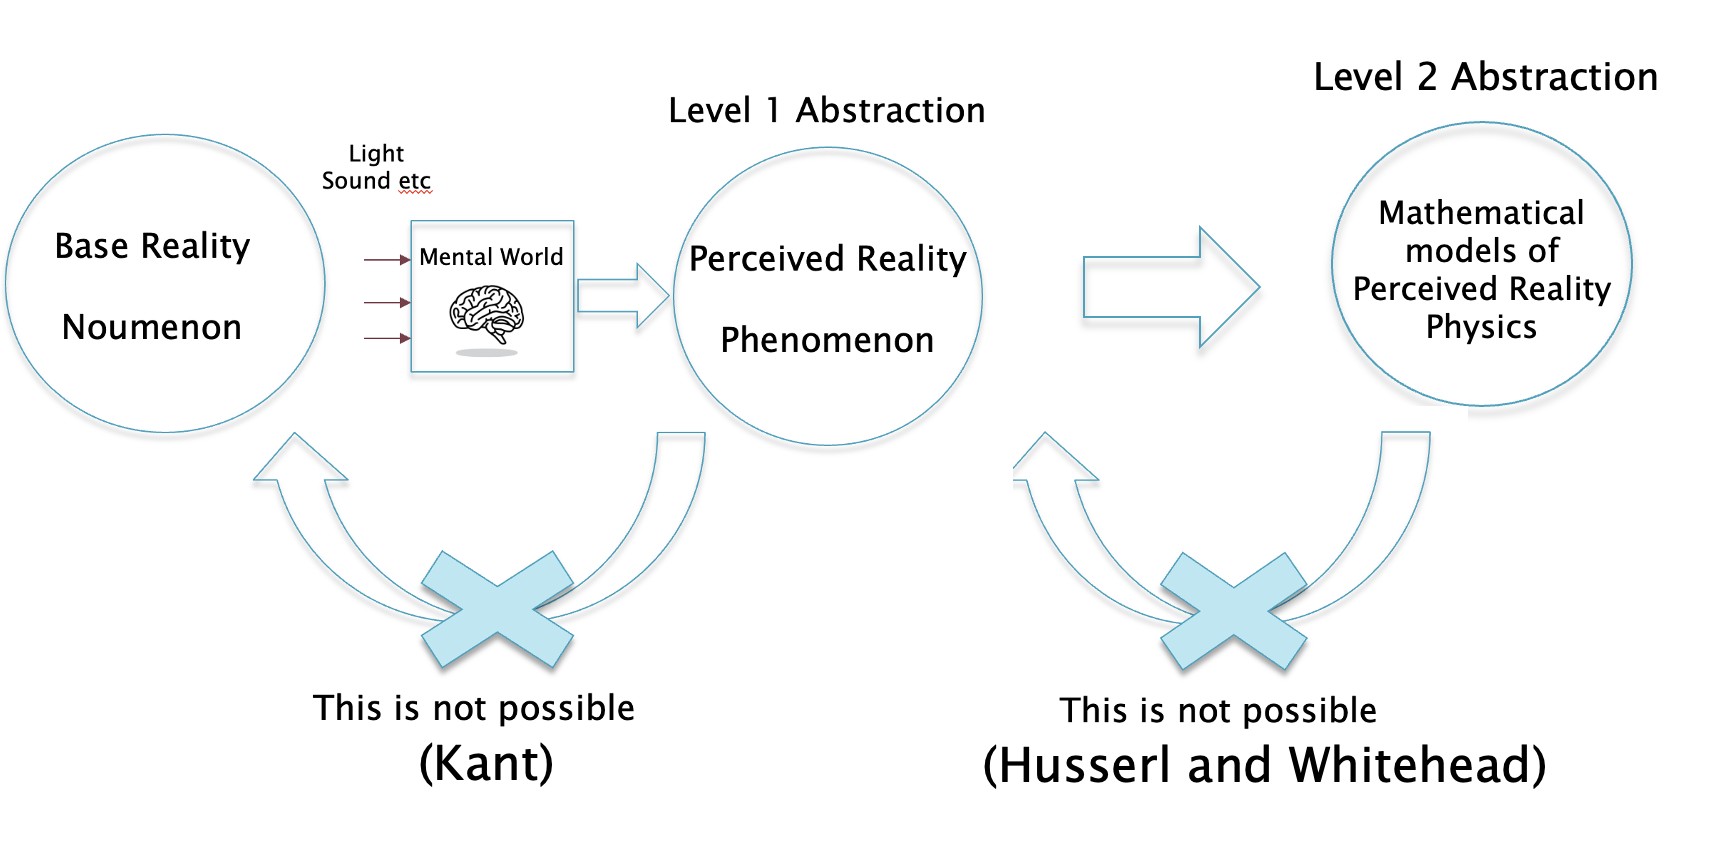 Level 2 Abstraction
Level 1 Abstraction
Light
Sound etc
Base Reality
Noumenon
Mental World
Perceived Reality
Phenomenon
Mathematical
models of
Perceived Reality
Physics
This is not possible
(Kant)
This is not possible
(Husserl and Whitehead)